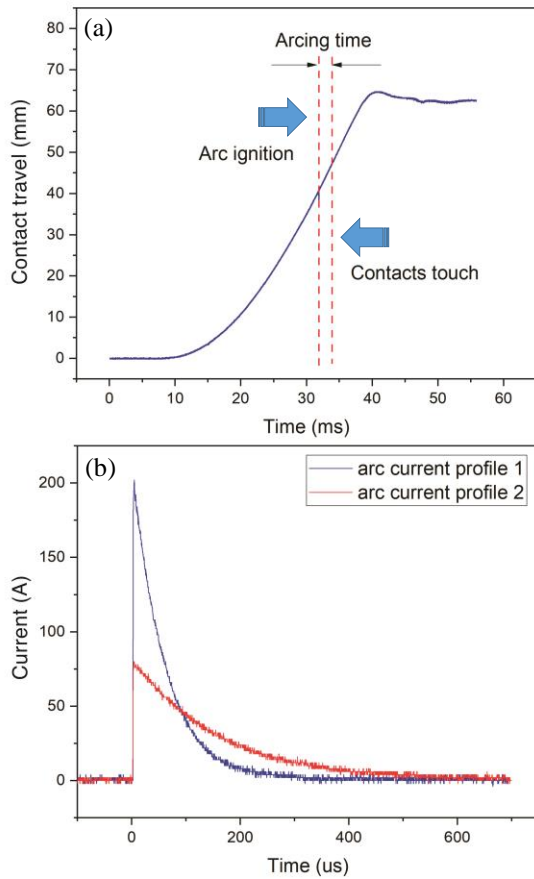 (a)
Arcing time
Arc ignition
Contacts touch
80
70
60
50
40
30
20
10
0
Contact travel (mm)
0 10 20 30 40 50 60
Time (ms)
(b)
arc current profile 1
arc current profile 2
200
150
100
50
0
Current (A)
0 200 400 600
Time (us)